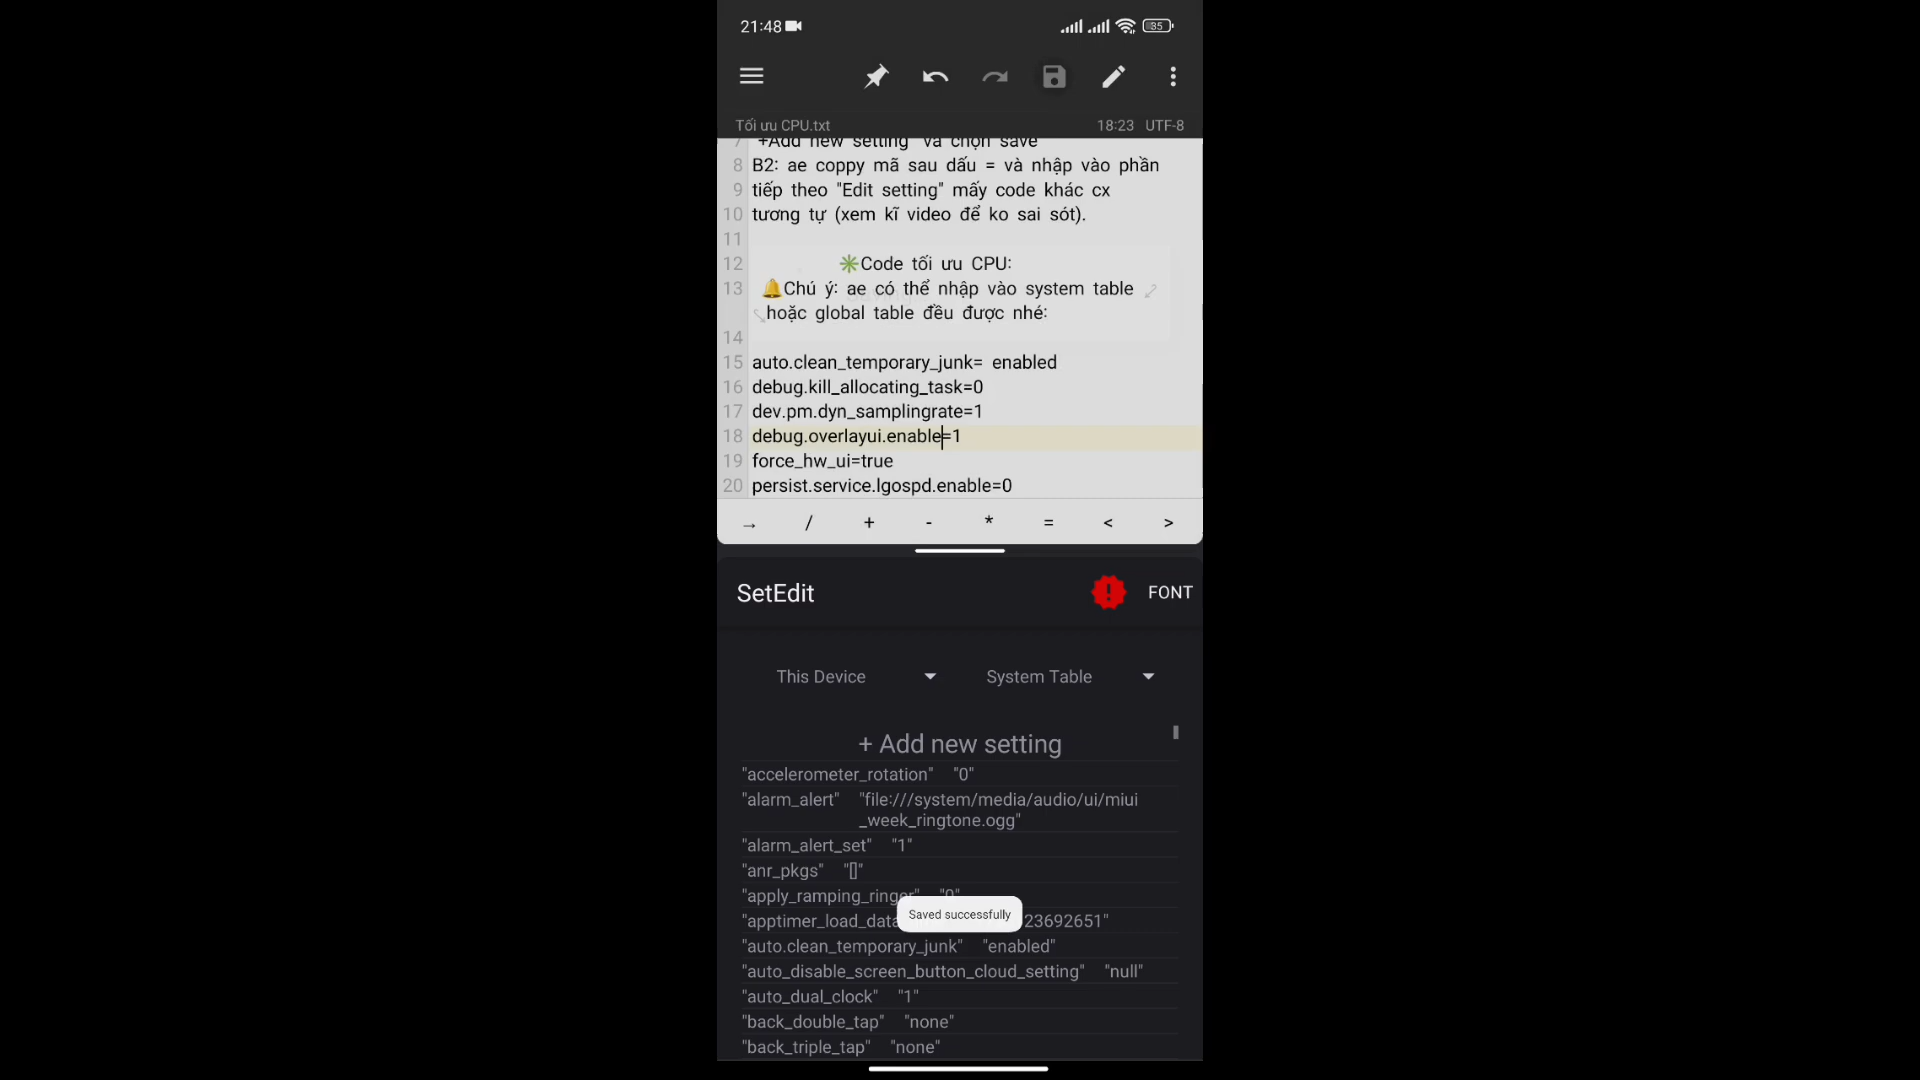 21:48
35
Tối ưu CPU.txt 18:23 UTF-8
7 +Add new setting" và chọn save
8 B2: ae coppy mã sau dấu = và nhập vào phần
9 tiếp theo "Edit setting" mấy code khác cx
10 tương tự (xem kĩ video để ko sai sót).
11
12 ✳️Code tối ưu CPU:
13 🔔Chú ý: ae có thể nhập vào system table
hoặc global table đều được nhé:
14
15 auto.clean_temporary_junk= enabled
16 debug.kill_allocating_task=0
17 dev.pm.dyn_samplingrate=1
18 debug.overlayui.enable=1
19 force_hw_ui=true
20 persist.service.lgospd.enable=0
→ / + - * = < >
SetEdit ! FONT
This Device System Table
+ Add new setting
"accelerometer_rotation" "0"
"alarm_alert" "file:///system/media/audio/ui/miui
_week_ringtone.ogg"
"alarm_alert_set" "1"
"anr_pkgs" "[]"
"apply_ramping_ringer" "0"
"apptimer_load_data 23692651"
Saved successfully
"auto.clean_temporary_junk" "enabled"
"auto_disable_screen_button_cloud_setting" "null"
"auto_dual_clock" "1"
"back_double_tap" "none"
"back_triple_tap" "none"